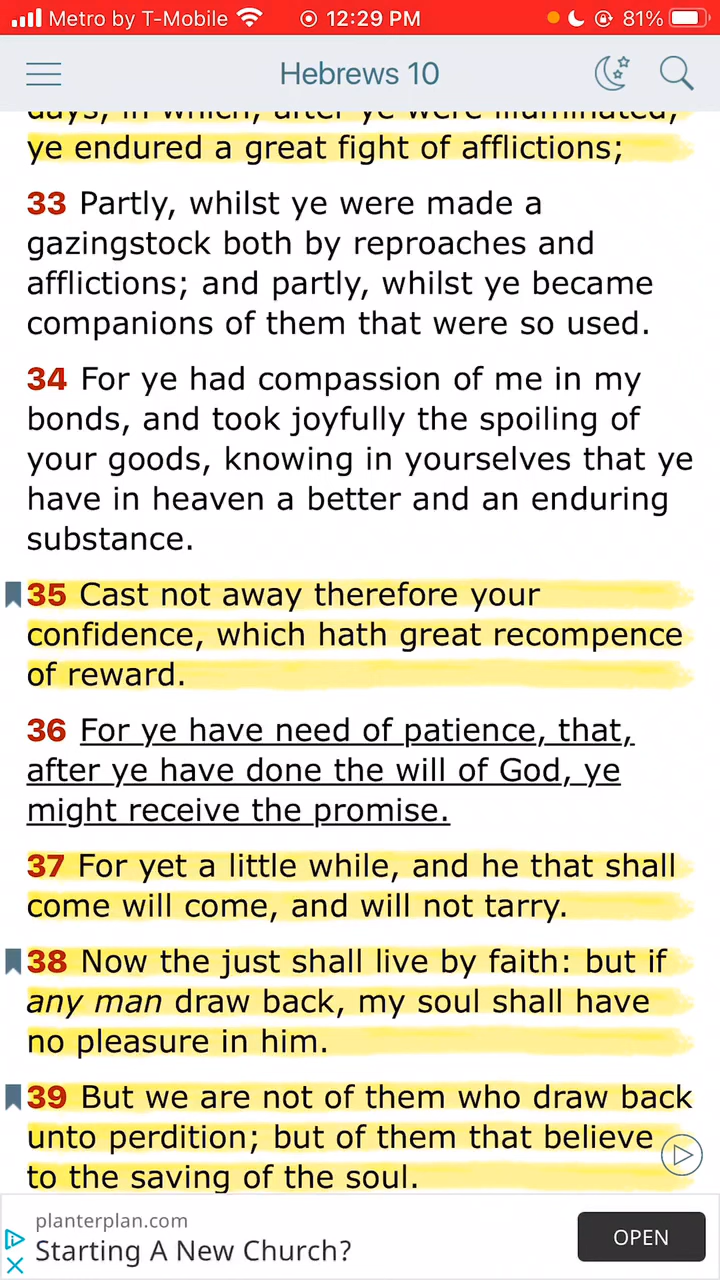 Metro by T-Mobile 12:29 PM 81%
Hebrews 10
days, in which, after ye were illuminated,
ye endured a great fight of afflictions;
33 Partly, whilst ye were made a
gazingstock both by reproaches and
afflictions; and partly, whilst ye became
companions of them that were so used.
34 For ye had compassion of me in my
bonds, and took joyfully the spoiling of
your goods, knowing in yourselves that ye
have in heaven a better and an enduring
substance.
35 Cast not away therefore your
confidence, which hath great recompence
of reward.
36 For ye have need of patience, that,
after ye have done the will of God, ye
might receive the promise.
37 For yet a little while, and he that shall
come will come, and will not tarry.
38 Now the just shall live by faith: but if
any man draw back, my soul shall have
no pleasure in him.
39 But we are not of them who draw back
unto perdition; but of them that believe
to the saving of the soul.
planterplan.com
Starting A New Church?
OPEN